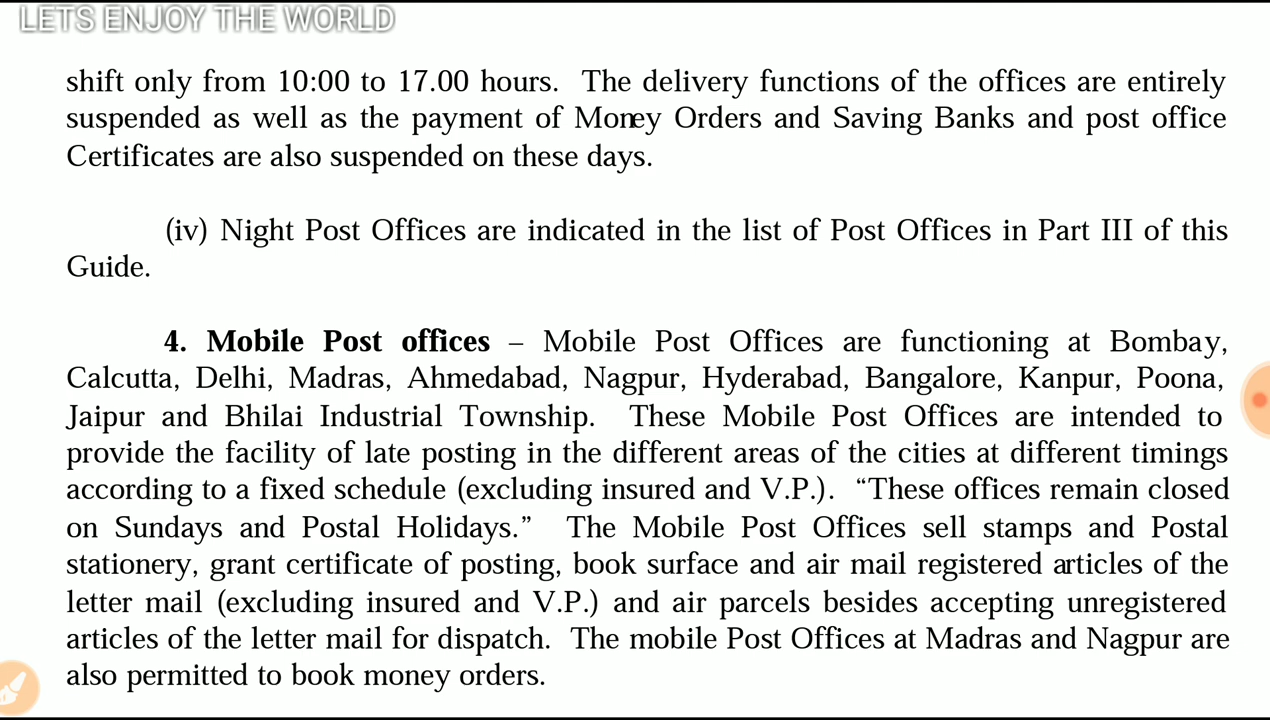 LETS ENJOY THE WORLD
shift only from 10:00 to 17.00 hours. The delivery functions of the offices are entirely
suspended as well as the payment of Money Orders and Saving Banks and post office
Certificates are also suspended on these days.
(iv) Night Post Offices are indicated in the list of Post Offices in Part III of this
Guide.
4. Mobile Post offices – Mobile Post Offices are functioning at Bombay,
Calcutta, Delhi, Madras, Ahmedabad, Nagpur, Hyderabad, Bangalore, Kanpur, Poona,
Jaipur and Bhilai Industrial Township. These Mobile Post Offices are intended to
provide the facility of late posting in the different areas of the cities at different timings
according to a fixed schedule (excluding insured and V.P.). “These offices remain closed
on Sundays and Postal Holidays.” The Mobile Post Offices sell stamps and Postal
stationery, grant certificate of posting, book surface and air mail registered articles of the
letter mail (excluding insured and V.P.) and air parcels besides accepting unregistered
articles of the letter mail for dispatch. The mobile Post Offices at Madras and Nagpur are
also permitted to book money orders.